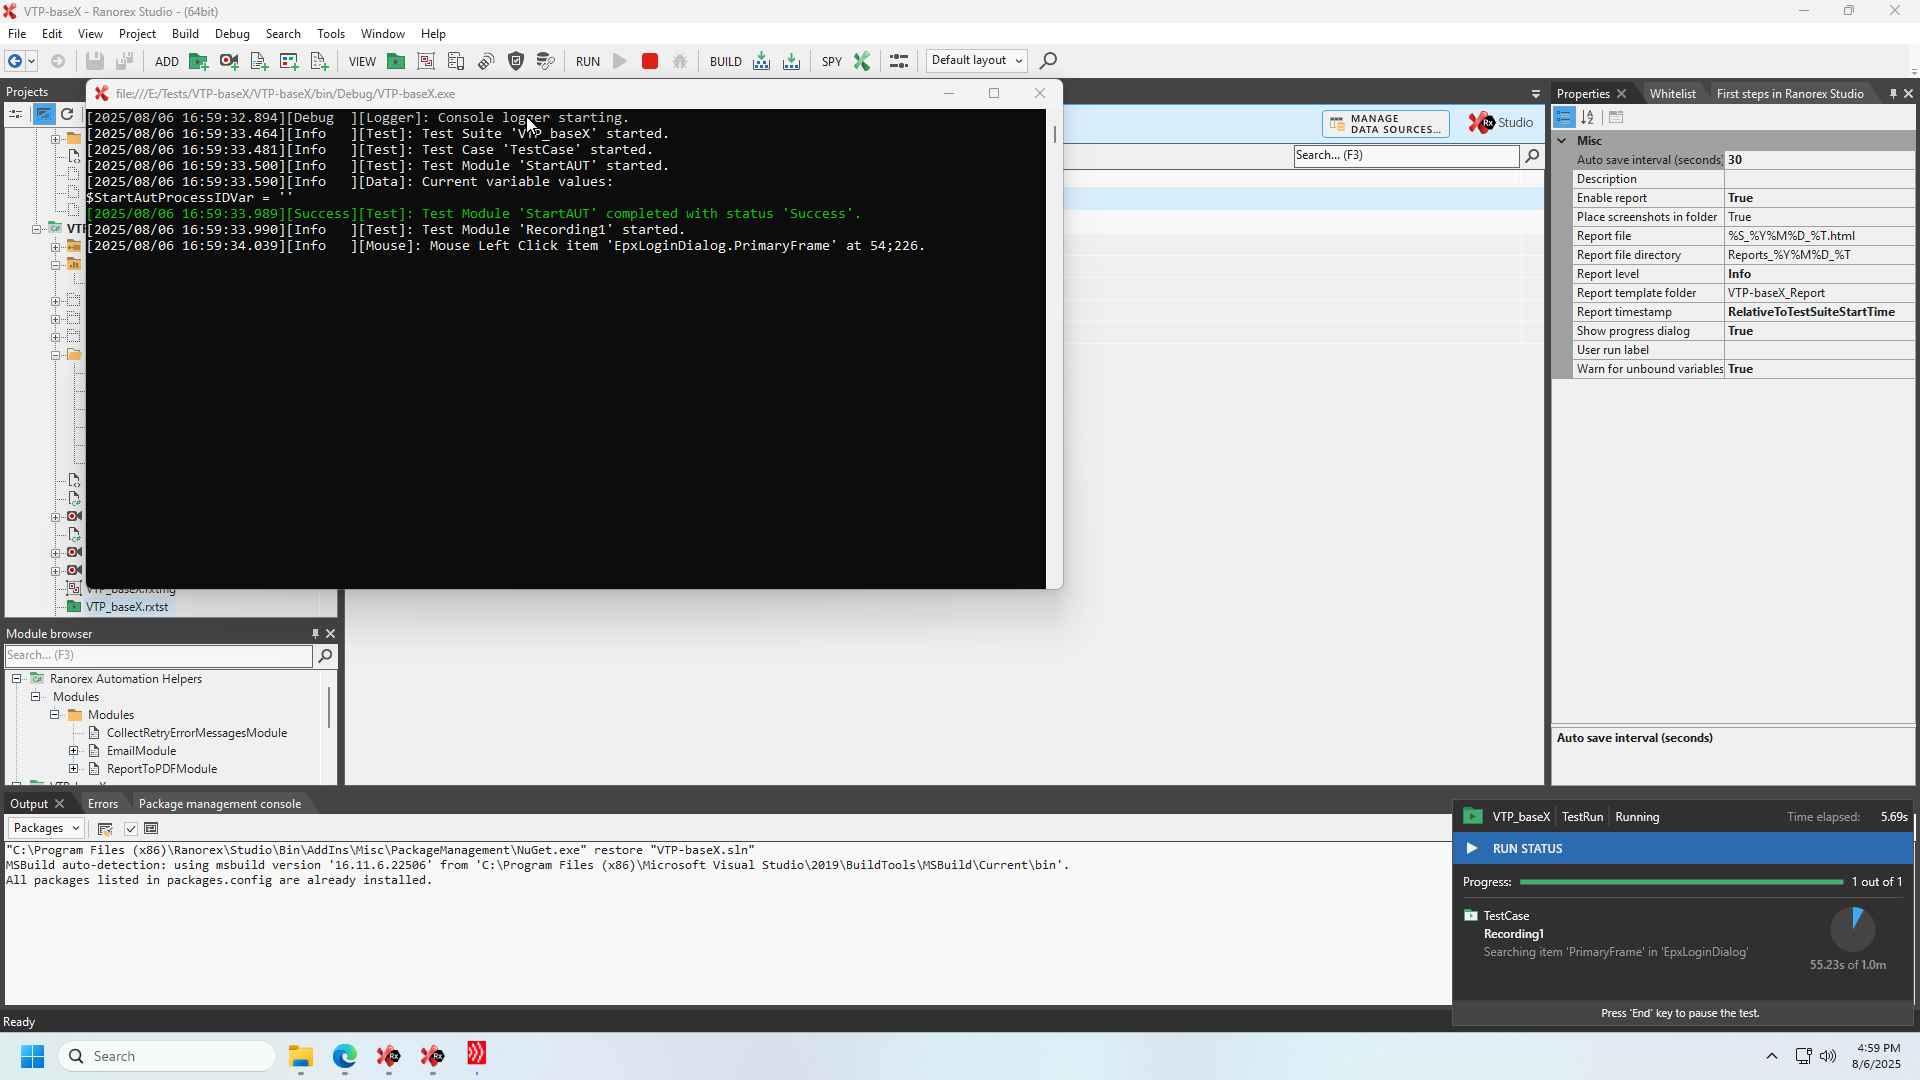 VTP-baseX - Ranorex Studio - (64bit)
File Edit View Project Build Debug Search Tools Window Help
ADD VIEW RUN BUILD SPY Default layout
Projects
file:///E:/Tests/VTP-baseX/VTP-baseX/bin/Debug/VTP-baseX.exe
[2025/08/06 16:59:32.894][Debug  ][Logger]: Console logger starting.
[2025/08/06 16:59:33.464][Info   ][Test]: Test Suite 'VTP_baseX' started.
[2025/08/06 16:59:33.481][Info   ][Test]: Test Case 'TestCase' started.
[2025/08/06 16:59:33.500][Info   ][Test]: Test Module 'StartAUT' started.
[2025/08/06 16:59:33.590][Info   ][Data]: Current variable values:
$StartAutProcessIDVar = ''
[2025/08/06 16:59:33.989][Success][Test]: Test Module 'StartAUT' completed with status 'Success'.
[2025/08/06 16:59:33.990][Info   ][Test]: Test Module 'Recording1' started.
[2025/08/06 16:59:34.039][Info   ][Mouse]: Mouse Left Click item 'EpxLoginDialog.PrimaryFrame' at 54;226.
VTP_baseX.rxtst
MANAGE
DATA SOURCES...
Rx Studio
Search... (F3)
Properties Whitelist First steps in Ranorex Studio
Misc
Auto save interval (seconds) 30
Description
Enable report True
Place screenshots in folder True
Report file %S_%Y%M%D_%T.html
Report file directory Reports_%Y%M%D_%T
Report level Info
Report template folder VTP-baseX_Report
Report timestamp RelativeToTestSuiteStartTime
Show progress dialog True
User run label
Warn for unbound variables True
Auto save interval (seconds)
Module browser
Search... (F3)
Ranorex Automation Helpers
Modules
Modules
CollectRetryErrorMessagesModule
EmailModule
ReportToPDFModule
Output Errors Package management console
Packages
"C:\Program Files (x86)\Ranorex\Studio\Bin\AddIns\Misc\PackageManagement\NuGet.exe" restore "VTP-baseX.sln"
MSBuild auto-detection: using msbuild version '16.11.6.22506' from 'C:\Program Files (x86)\Microsoft Visual Studio\2019\BuildTools\MSBuild\Current\bin'.
All packages listed in packages.config are already installed.
VTP_baseX TestRun Running Time elapsed: 5.69s
RUN STATUS
Progress: 1 out of 1
TestCase
Recording1
Searching item 'PrimaryFrame' in 'EpxLoginDialog'
55.23s of 1.0m
Press 'End' key to pause the test.
Ready
Search
4:59 PM
8/6/2025